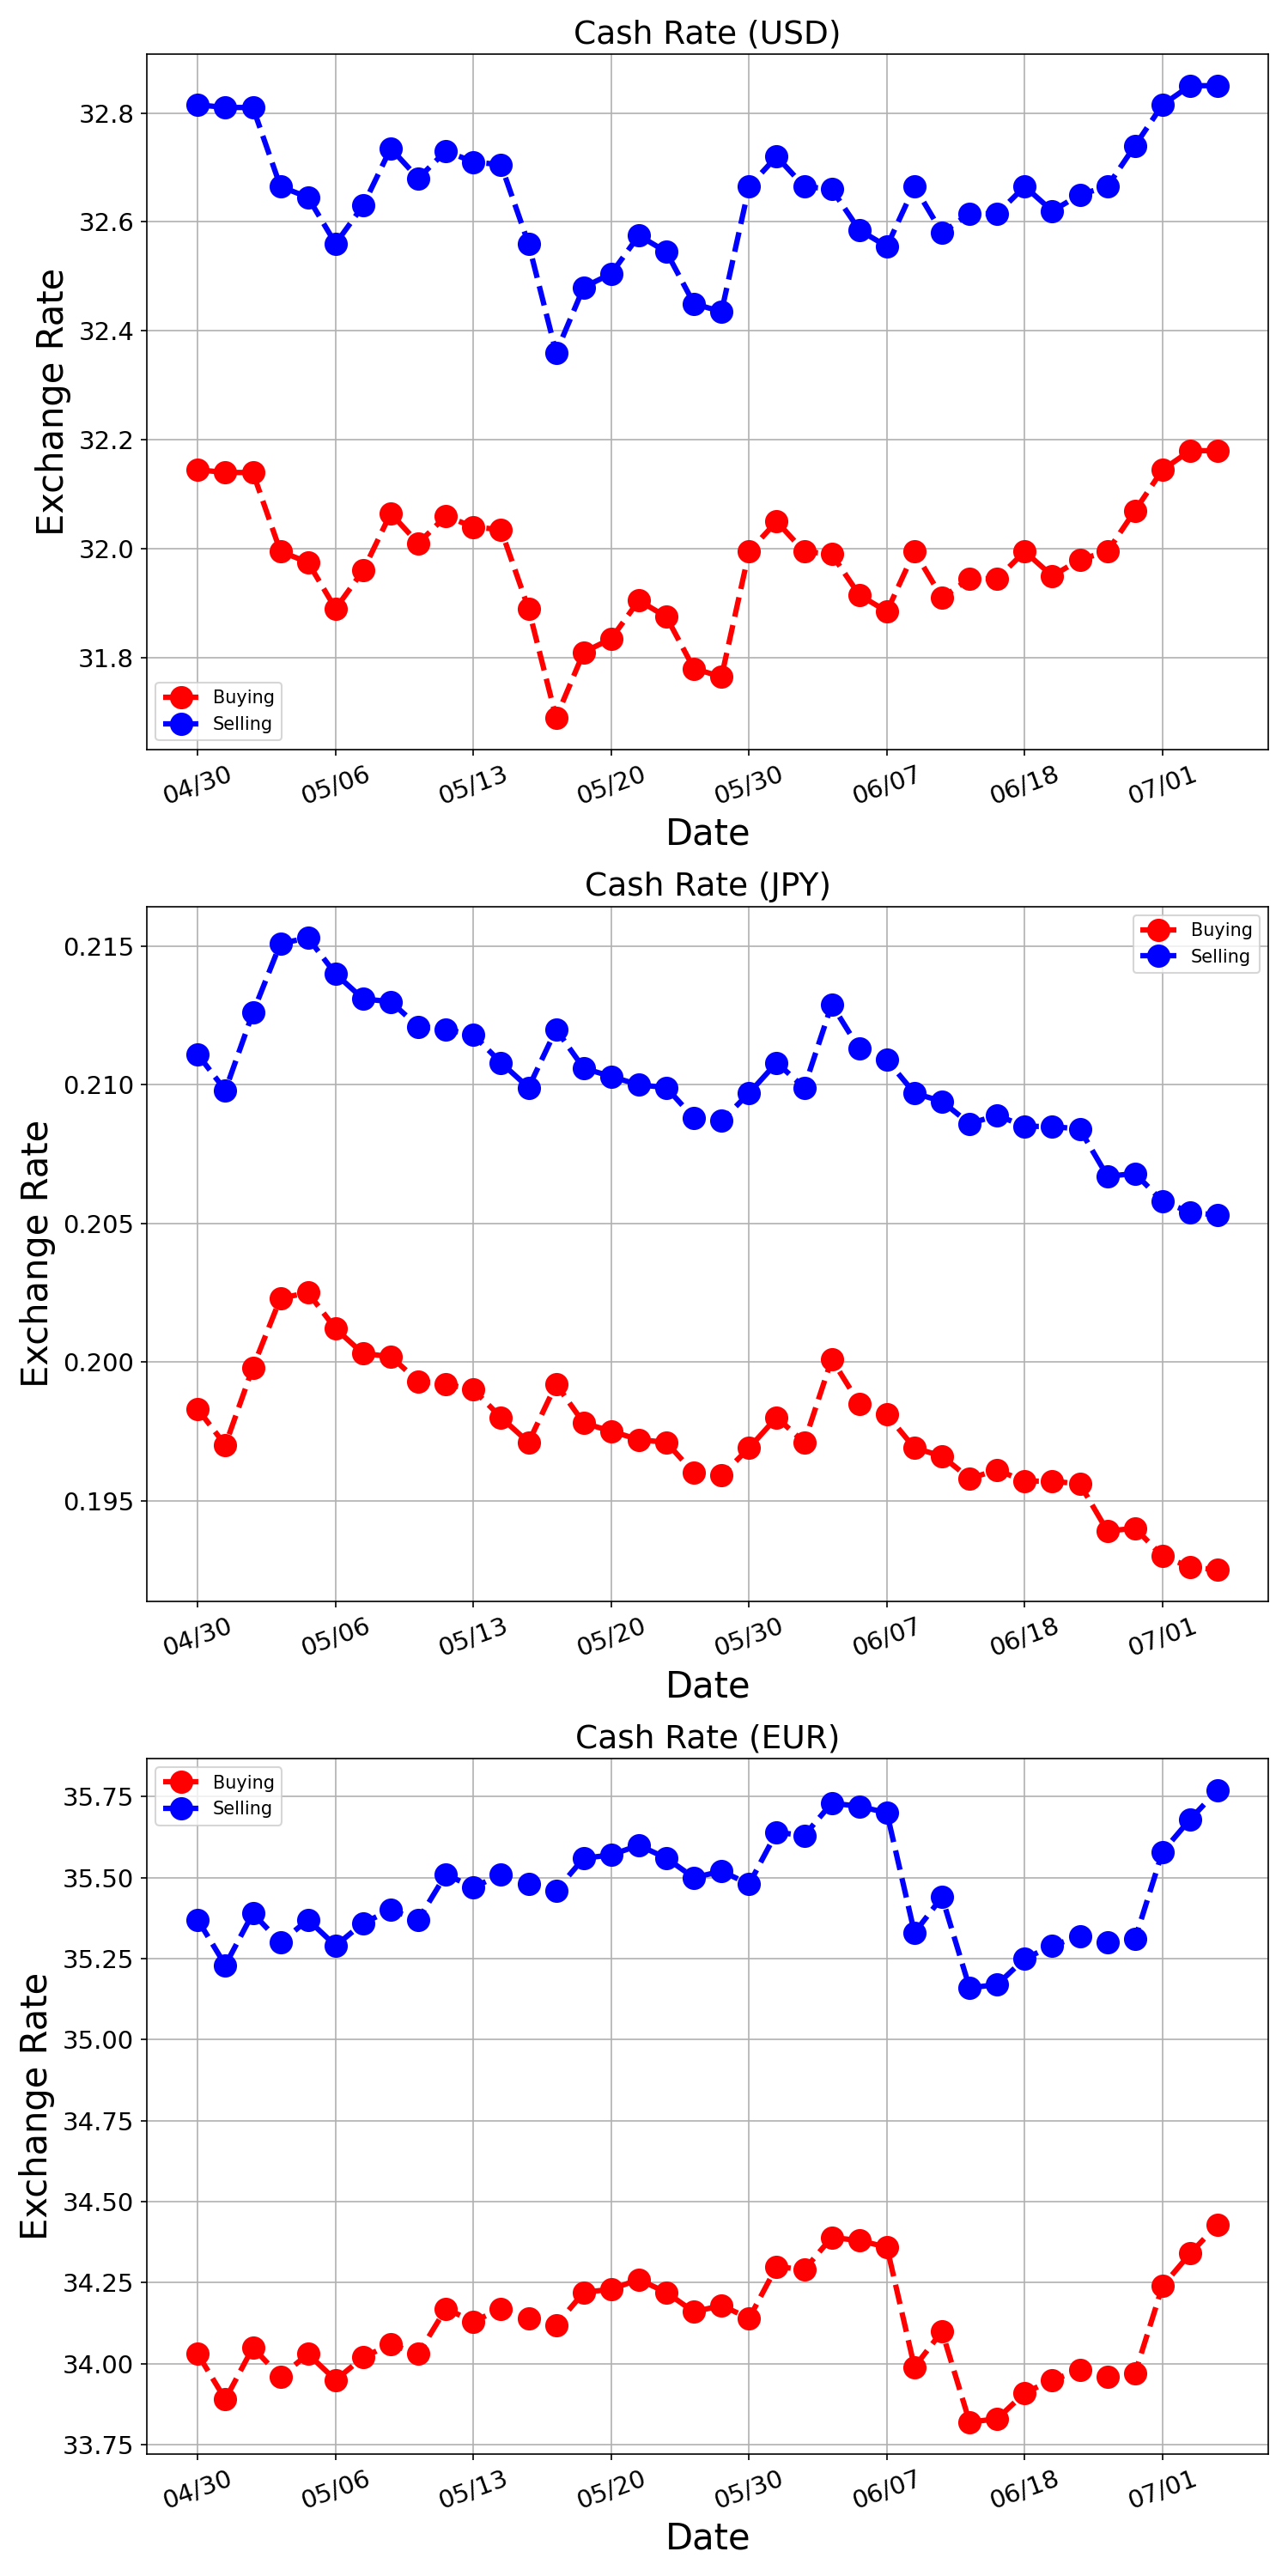 Cash Rate (USD)
Exchange Rate
32.8
32.6
32.4
32.2
32.0
31.8
Buying
Selling
04/30 05/06 05/13 05/20 05/30 06/07 06/18 07/01
Date
Cash Rate (JPY)
Exchange Rate
0.215
0.210
0.205
0.200
0.195
Buying
Selling
04/30 05/06 05/13 05/20 05/30 06/07 06/18 07/01
Date
Cash Rate (EUR)
Exchange Rate
35.75
35.50
35.25
35.00
34.75
34.50
34.25
34.00
33.75
Buying
Selling
04/30 05/06 05/13 05/20 05/30 06/07 06/18 07/01
Date